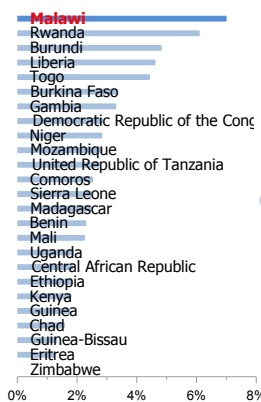 Malawi
Rwanda
Burundi
Liberia
Togo
Burkina Faso
Gambia
Democratic Republic of the Cong
Niger
Mozambique
United Republic of Tanzania
Comoros
Sierra Leone
Madagascar
Benin
Mali
Uganda
Central African Republic
Ethiopia
Kenya
Guinea
Chad
Guinea-Bissau
Eritrea
Zimbabwe
0% 2% 4% 6% 8%